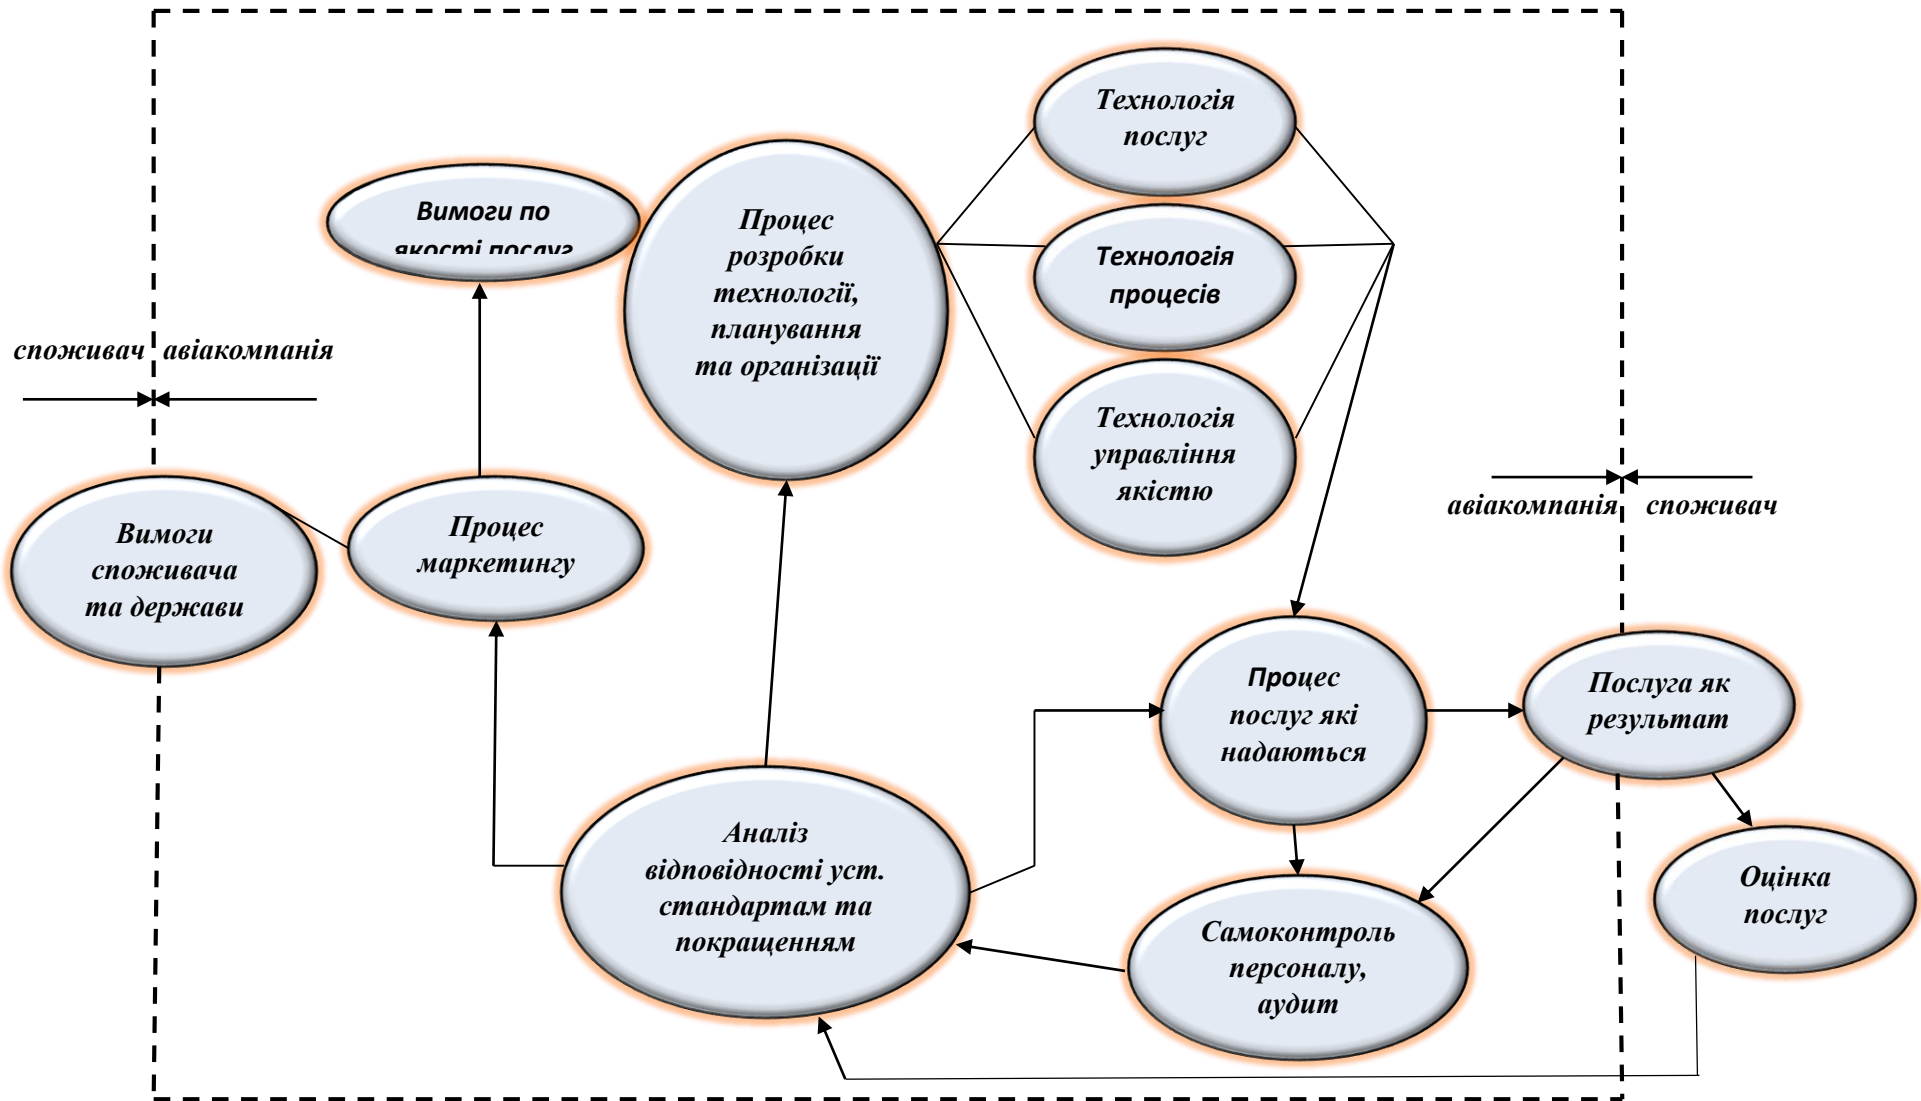 Технологія
послуг
Вимоги по
якості послуг
Процес
розробки
технології,
планування
та організації
Технологія
процесів
споживач авіакомпанія
Технологія
управління
якістю
авіакомпанія споживач
Вимоги
споживача
та держави
Процес
маркетингу
Процес
послуг які
надаються
Послуга як
результат
Аналіз
відповідності уст.
стандартам та
покращенням
Самоконтроль
персоналу,
аудит
Оцінка
послуг